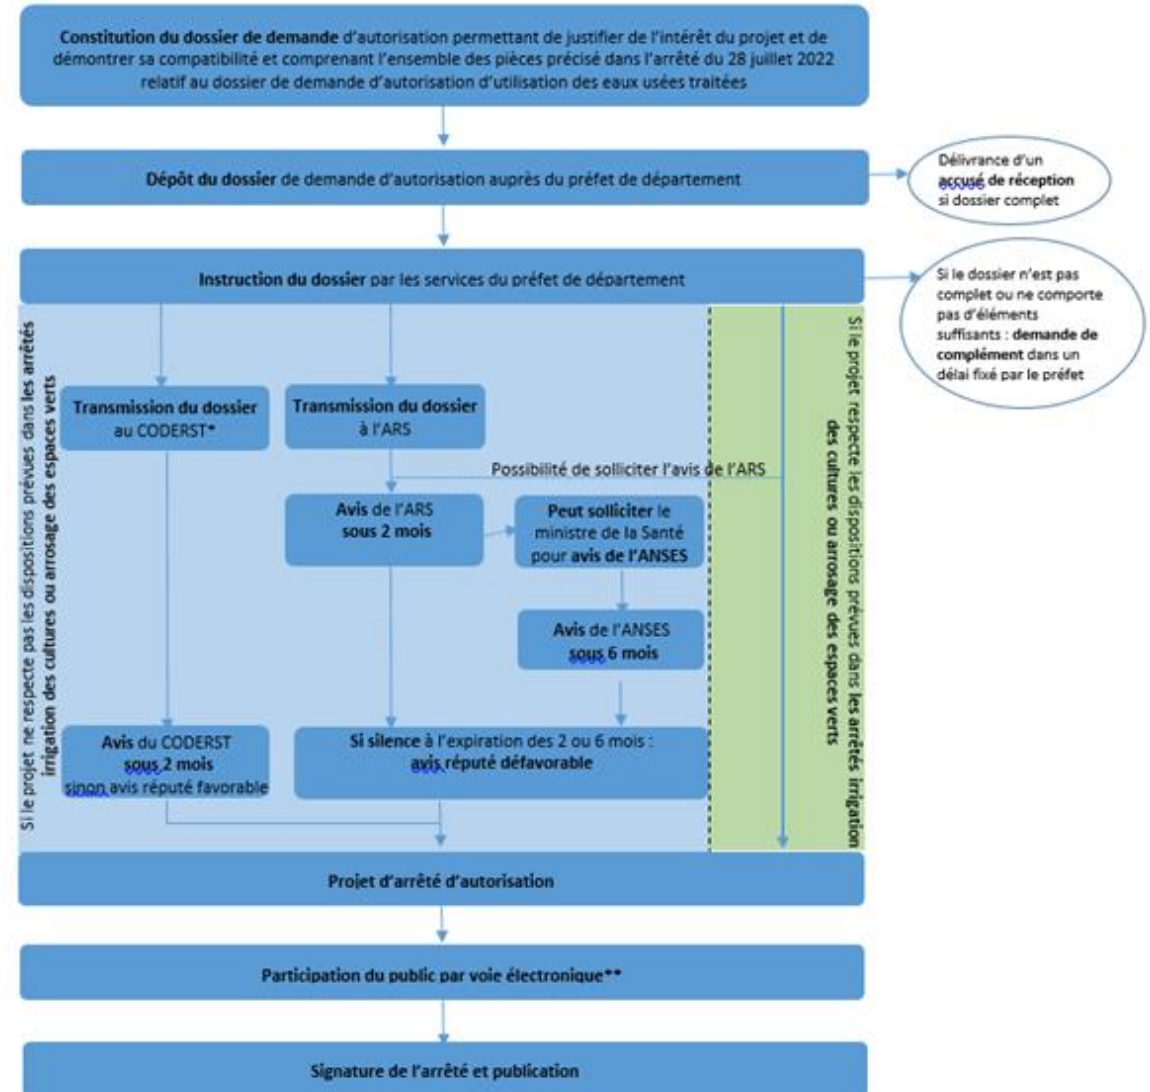 Constitution du dossier de demande d'autorisation permettant de justifier de l'intérêt du projet et de
démontrer sa compatibilité et comprenant l'ensemble des pièces précisé dans l'arrêté du 28 juillet 2022
relatif au dossier de demande d'autorisation d'utilisation des eaux usées traitées
Dépôt du dossier de demande d'autorisation auprès du préfet de département
Délivrance d'un
accusé de réception
si dossier complet
Instruction du dossier par les services du préfet de département
Si le dossier n'est pas
complet ou ne comporte
pas d'éléments
suffisants : demande de
complément dans un
délai fixé par le préfet
Si le projet ne respecte pas les dispositions prévues dans les arrêtés
irrigation des cultures ou arrosage des espaces verts
Transmission du dossier
au CODERST*
Transmission du dossier
à l'ARS
Possibilité de solliciter l'avis de l'ARS
Avis de l'ARS
sous 2 mois
Peut solliciter le
ministre de la Santé
pour avis de l'ANSES
Avis de l'ANSES
sous 6 mois
Avis du CODERST
sous 2 mois
sinon avis réputé favorable
Si silence à l'expiration des 2 ou 6 mois :
avis réputé défavorable
Si le projet respecte les dispositions prévues dans les arrêtés irrigation
des cultures ou arrosage des espaces verts
Projet d'arrêté d'autorisation
Participation du public par voie électronique**
Signature de l'arrêté et publication